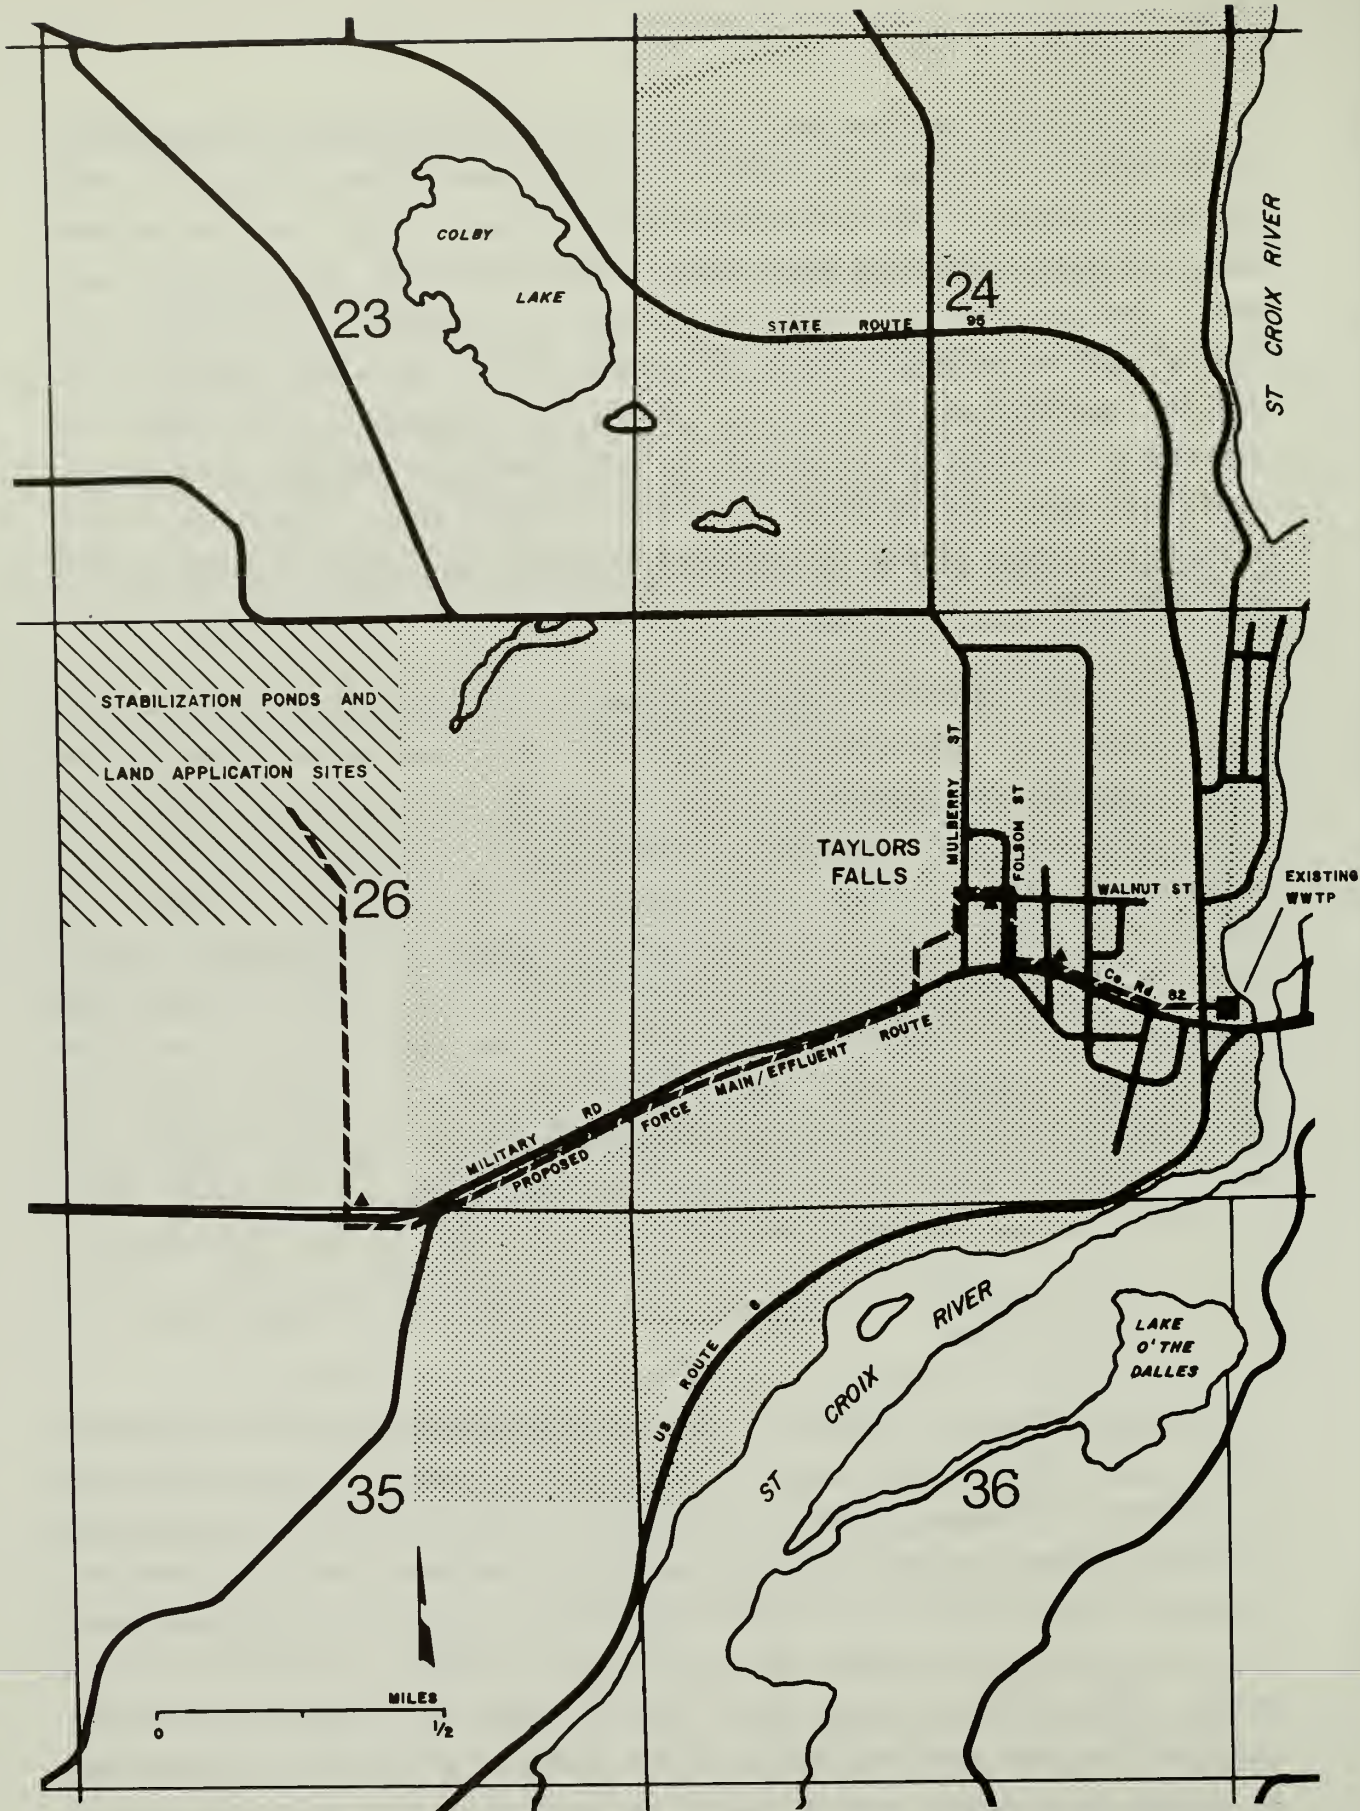 COLBY
LAKE
23
24
STATE ROUTE 95
ST CROIX RIVER
STABILIZATION PONDS AND
LAND APPLICATION SITES
26
TAYLORS
FALLS
MULBERRY ST
FOLSOM ST
WALNUT ST
EXISTING
WWTP
Co. Rd 82
MILITARY RD
PROPOSED FORCE MAIN/EFFLUENT ROUTE
US ROUTE 8
ST CROIX RIVER
LAKE
O' THE
DALLES
35
36
MILES
0 1/2